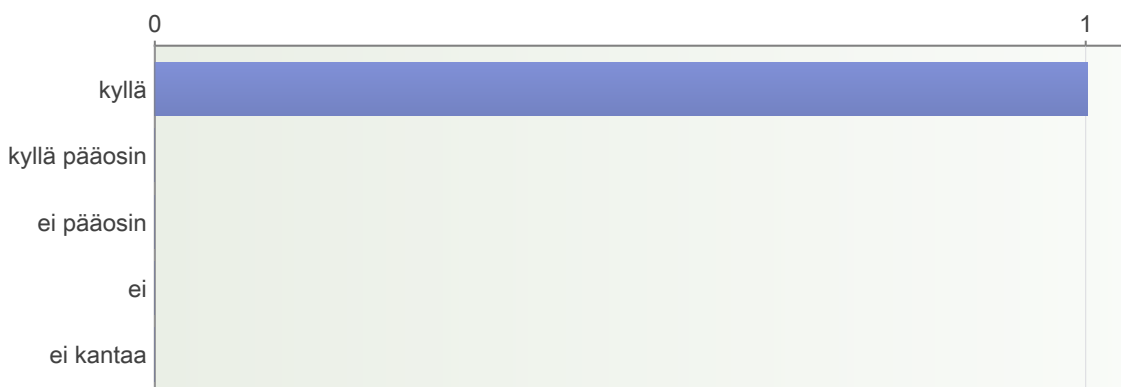 0 1
kyllä
kyllä pääosin
ei pääosin
ei
ei kantaa